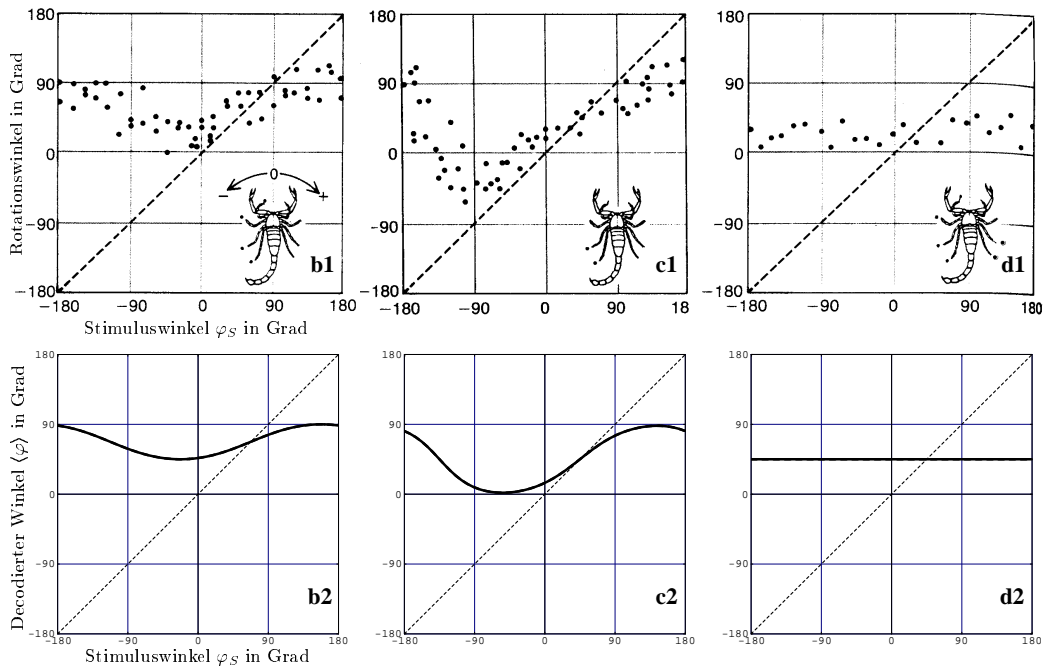 Rotationswinkel in Grad
180
90
0
−90
−180
−180 −90 0 90 180
− 0 +
b1
Stimuluswinkel φS in Grad
180
90
0
−90
−180
−180 −90 0 90 180
c1
180
90
0
−90
−180
−180 −90 0 90 18
d1
Decodierter Winkel ⟨φ⟩ in Grad
180
90
0
−90
−180
−180 −90 0 90 180
b2
Stimuluswinkel φS in Grad
180
90
0
−90
−180
−180 −90 0 90 180
c2
180
90
0
−90
−180
−180 −90 0 90 180
d2